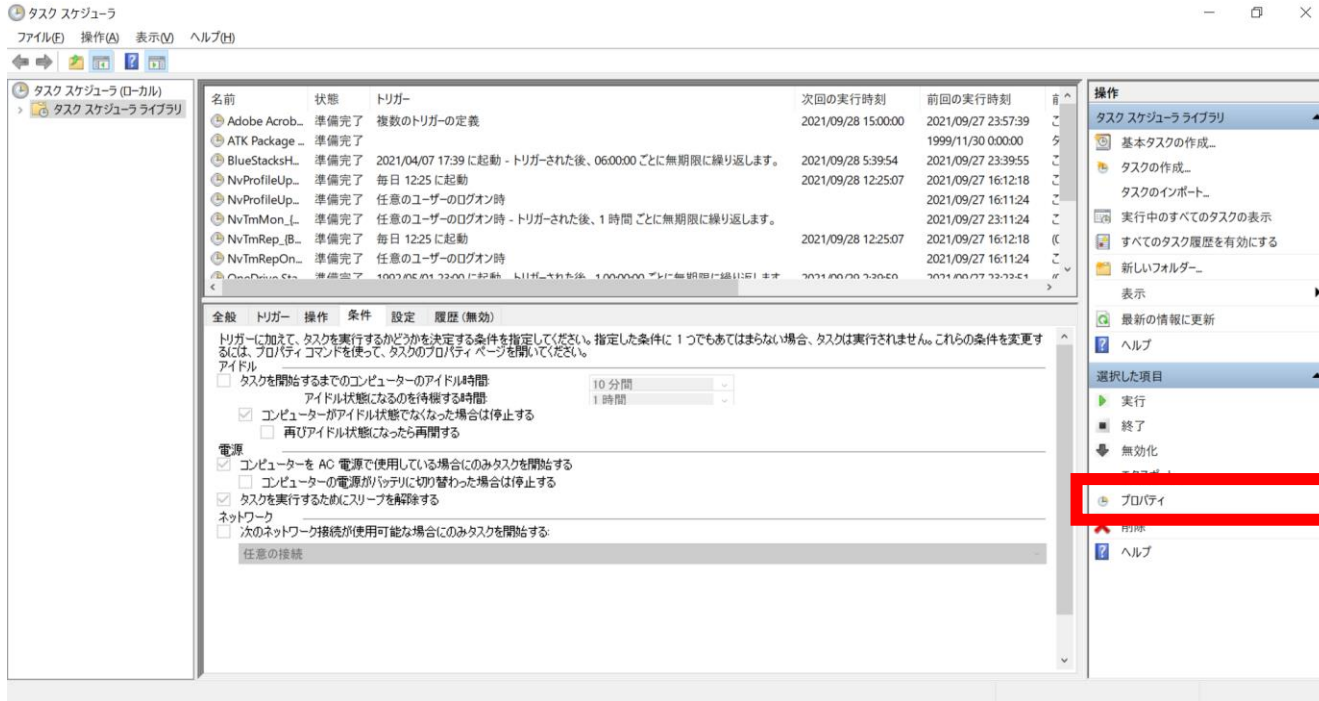 タスク スケジューラ
ファイル(F) 操作(A) 表示(V) ヘルプ(H)
タスク スケジューラ (ローカル)
タスク スケジューラ ライブラリ
名前 状態 トリガー 次回の実行時刻 前回の実行時刻
Adobe Acrob... 準備完了 複数のトリガーの定義 2021/09/28 15:00:00 2021/09/27 23:57:39
ATK Package ... 準備完了 1999/11/30 0:00:00
BlueStacksH... 準備完了 2021/04/07 17:39 に起動 - トリガーされた後、06:00:00 ごとに無期限に繰り返します。 2021/09/28 5:39:54 2021/09/27 23:39:55
NvProfileUp... 準備完了 毎日 12:25 に起動 2021/09/28 12:25:07 2021/09/27 16:12:18
NvProfileUp... 準備完了 任意のユーザーのログオン時 2021/09/27 16:11:24
NvTmMon_{... 準備完了 任意のユーザーのログオン時 - トリガーされた後、1 時間 ごとに無期限に繰り返します。 2021/09/27 23:11:24
NvTmRep_{B... 準備完了 毎日 12:25 に起動 2021/09/28 12:25:07 2021/09/27 16:12:18
NvTmRepOn... 準備完了 任意のユーザーのログオン時 2021/09/27 16:11:24
OneDrive Sta... 準備完了 1992/05/01 23:00 に起動 - トリガーされた後、1.00:00:00 ごとに無期限に繰り返します
全般 トリガー 操作 条件 設定 履歴 (無効)
トリガーに加えて、タスクを実行するかどうかを決定する条件を指定してください。指定した条件に 1 つでもあてはまらない場合、タスクは実行されません。これらの条件を変更す
るには、プロパティ コマンドを使って、タスクのプロパティ ページを開いてください。
アイドル
タスクを開始するまでのコンピューターのアイドル時間: 10 分間
アイドル状態になるのを待機する時間: 1 時間
コンピューターがアイドル状態でなくなった場合は停止する
再びアイドル状態になったら再開する
電源
コンピューターを AC 電源で使用している場合にのみタスクを開始する
コンピューターの電源がバッテリに切り替わった場合は停止する
タスクを実行するためにスリープを解除する
ネットワーク
次のネットワーク接続が使用可能な場合にのみタスクを開始する:
任意の接続
操作
タスク スケジューラ ライブラリ
基本タスクの作成...
タスクの作成...
タスクのインポート...
実行中のすべてのタスクの表示
すべてのタスク履歴を有効にする
新しいフォルダー...
表示
最新の情報に更新
ヘルプ
選択した項目
実行
終了
無効化
プロパティ
削除
ヘルプ